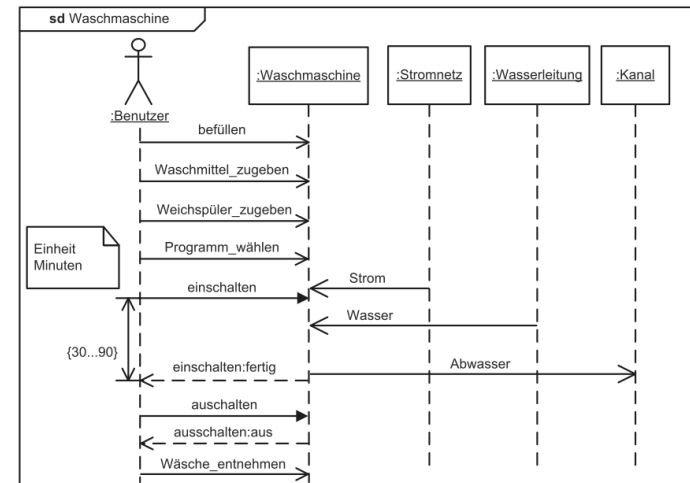 sd Waschmaschine
:Benutzer
:Waschmaschine
:Stromnetz
:Wasserleitung
:Kanal
befüllen
Waschmittel_zugeben
Weichspüler_zugeben
Einheit
Minuten
Programm_wählen
einschalten
Strom
Wasser
{30...90}
einschalten:fertig
Abwasser
auschalten
ausschalten:aus
Wäsche_entnehmen